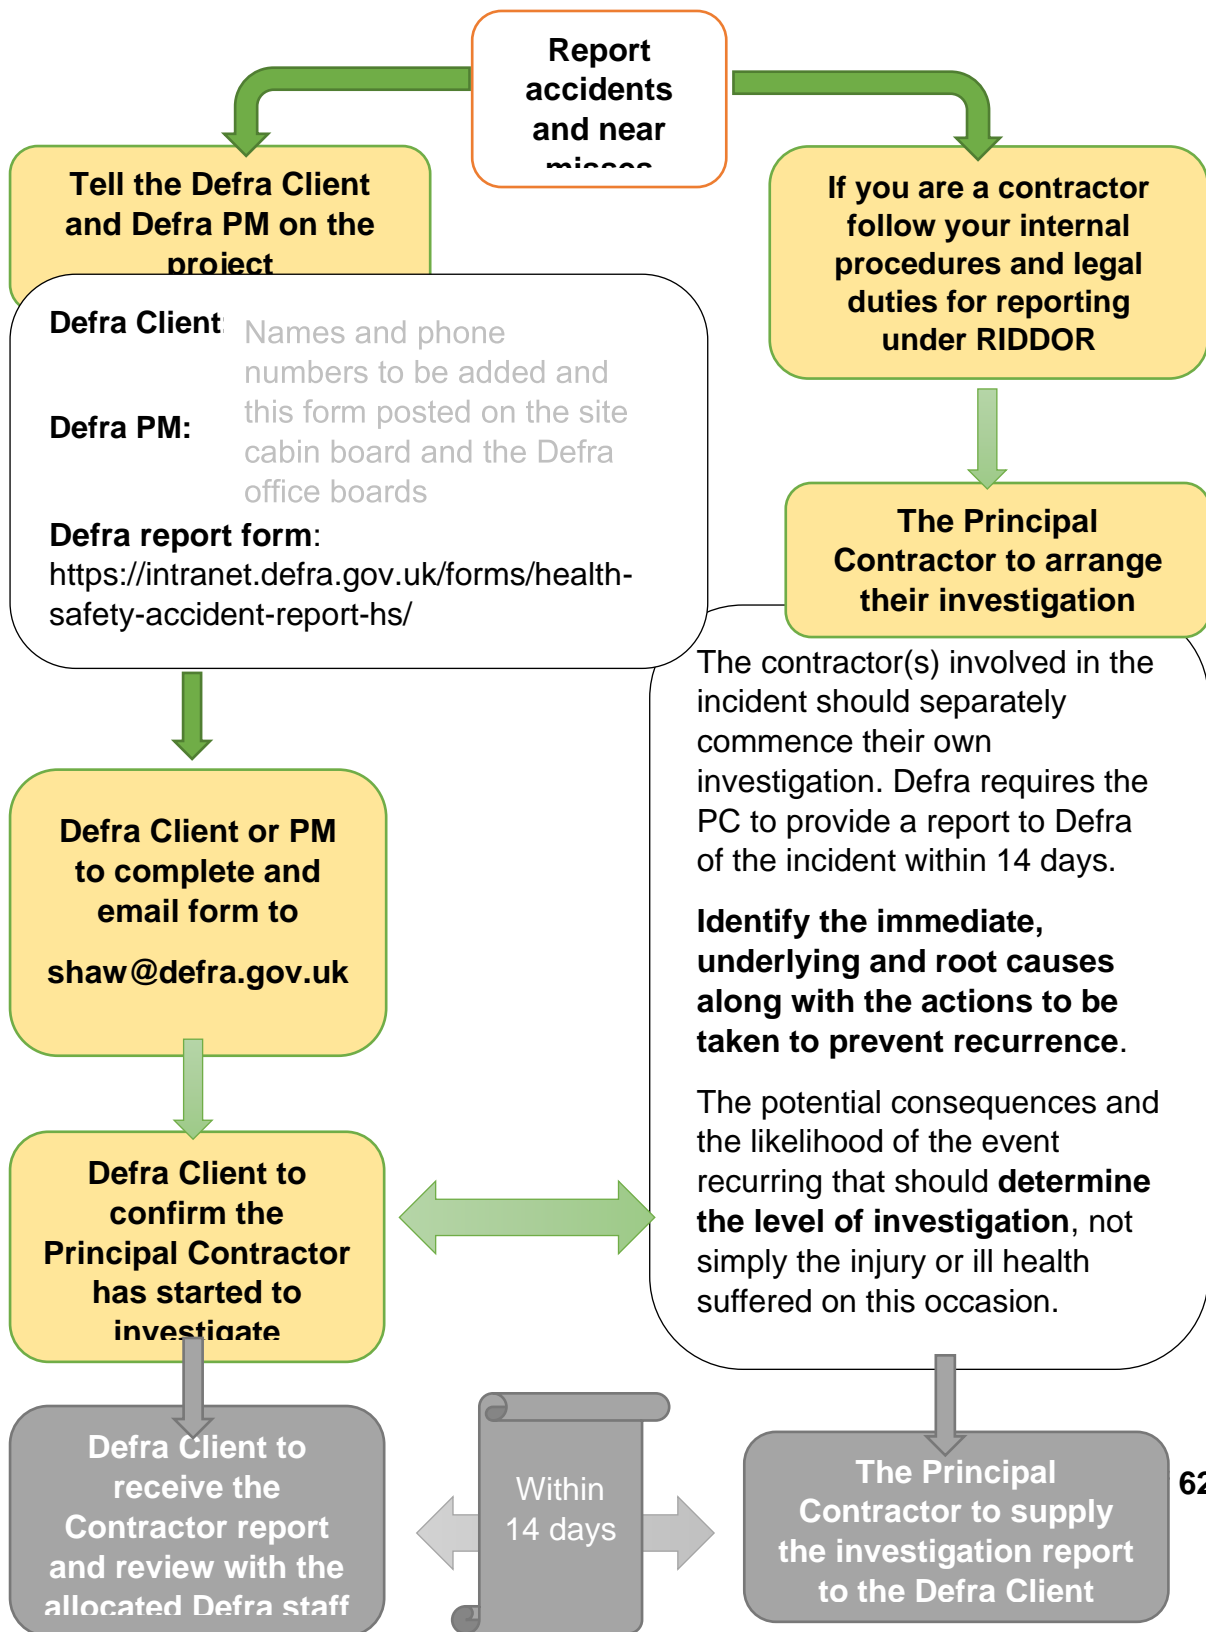 Report
accidents
and near
misses
Tell the Defra Client
and Defra PM on the
project
Defra Client:
Names and phone
numbers to be added and
this form posted on the site
cabin board and the Defra
office boards
Defra PM:
Defra report form:
https://intranet.defra.gov.uk/forms/health-
safety-accident-report-hs/
Defra Client or PM
to complete and
email form to
shaw@defra.gov.uk
Defra Client to
confirm the
Principal Contractor
has started to
investigate
Defra Client to
receive the
Contractor report
and review with the
allocated Defra staff
Within
14 days
If you are a contractor
follow your internal
procedures and legal
duties for reporting
under RIDDOR
The Principal
Contractor to arrange
their investigation
The contractor(s) involved in the
incident should separately
commence their own
investigation. Defra requires the
PC to provide a report to Defra
of the incident within 14 days.
Identify the immediate,
underlying and root causes
along with the actions to be
taken to prevent recurrence.
The potential consequences and
the likelihood of the event
recurring that should determine
the level of investigation, not
simply the injury or ill health
suffered on this occasion.
The Principal
Contractor to supply
the investigation report
to the Defra Client
62